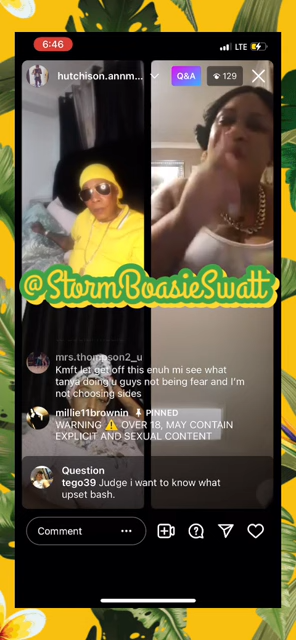 6:46
LTE
hutchison.annm...
Q&A
129
@StormBoasieSwatt
mrs.thompson2_u
Kmft let get off this enuh mi see what
tanya doing u guys not being fear and I'm
not choosing sides
millie11brownin PINNED
WARNING ⚠️ OVER 18, MAY CONTAIN
EXPLICIT AND SEXUAL CONTENT
Question
tego39 Judge i want to know what
upset bash.
Comment